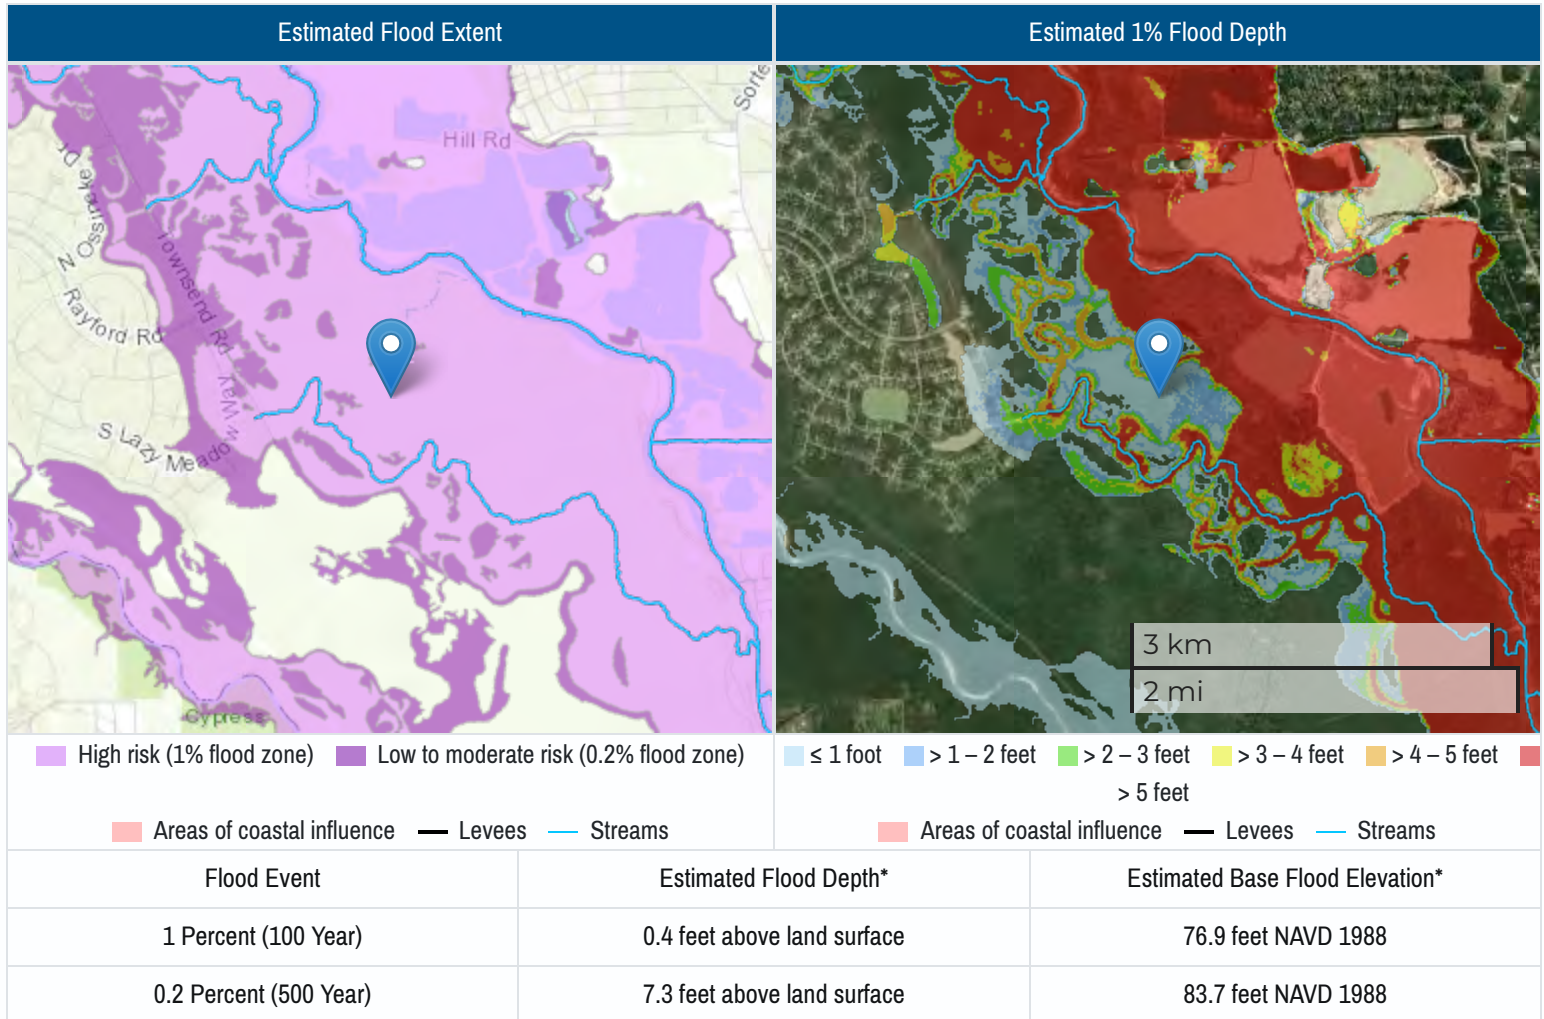 Estimated Flood Extent
Estimated 1% Flood Depth
Sorte
Hill Rd
N Ossineke Dr
Townsend Rd
Rayford Rd
w Way
S Lazy Meado
Cypress
3 km
2 mi
High risk (1% flood zone) Low to moderate risk (0.2% flood zone)
Areas of coastal influence Levees Streams
≤ 1 foot > 1 – 2 feet > 2 – 3 feet > 3 – 4 feet > 4 – 5 feet
> 5 feet
Areas of coastal influence Levees Streams
Flood Event Estimated Flood Depth* Estimated Base Flood Elevation*
1 Percent (100 Year) 0.4 feet above land surface 76.9 feet NAVD 1988
0.2 Percent (500 Year) 7.3 feet above land surface 83.7 feet NAVD 1988